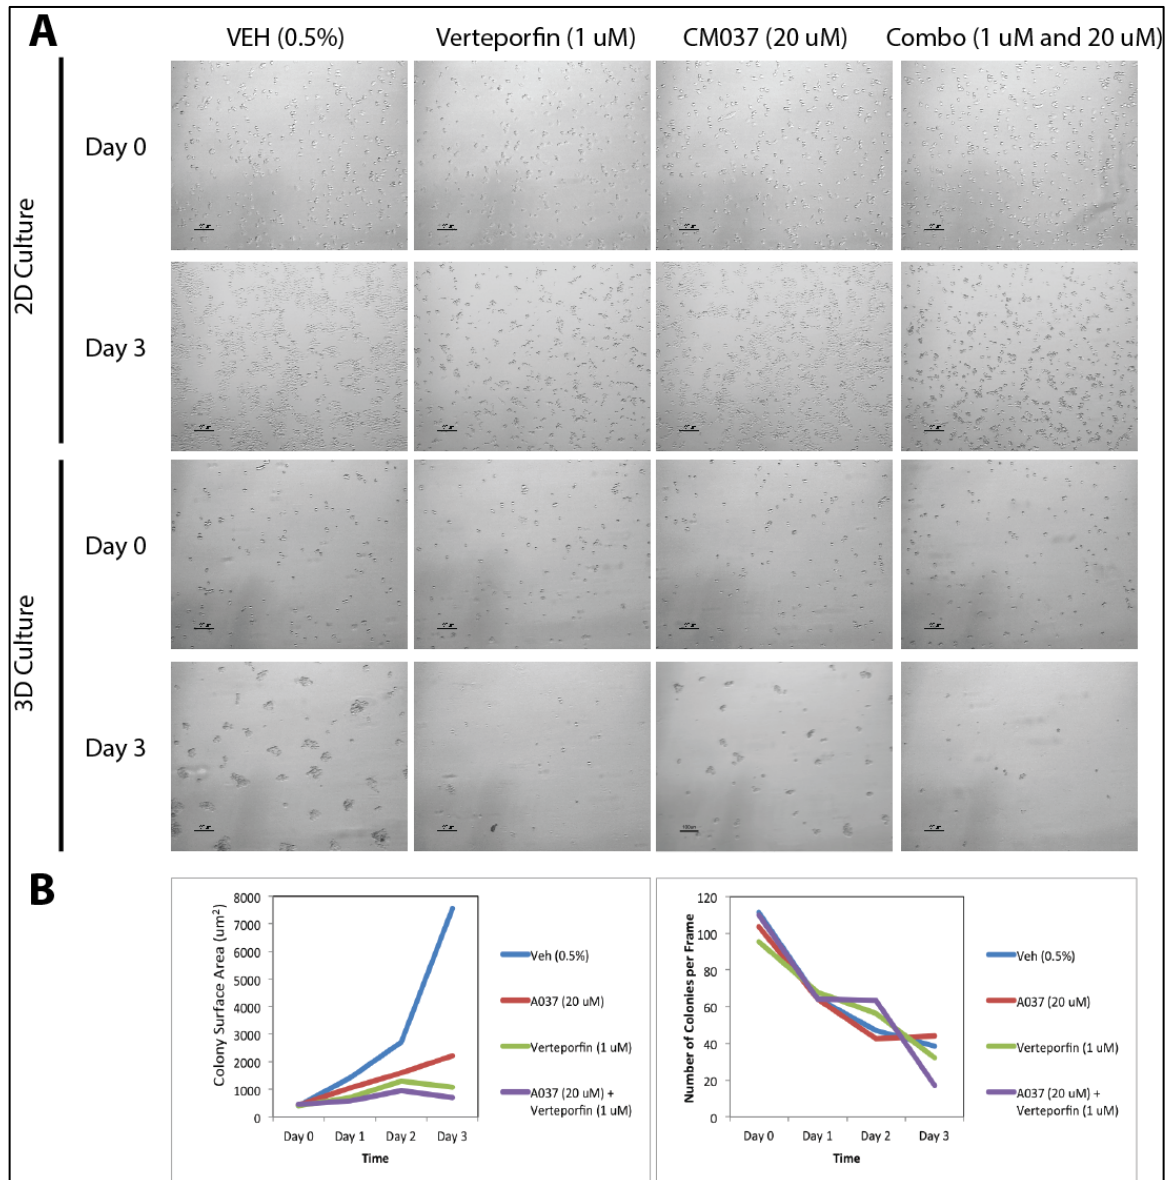 A
VEH (0.5%)
Verteporfin (1 uM)
CM037 (20 uM)
Combo (1 uM and 20 uM)
2D Culture
Day 0
Day 3
3D Culture
Day 0
Day 3
100um
B
Colony Surface Area (um²)
8000
7000
6000
5000
4000
3000
2000
1000
0
Day 0 Day 1 Day 2 Day 3
Time
Veh (0.5%)
A037 (20 uM)
Verteporfin (1 uM)
A037 (20 uM) +
Verteporfin (1 uM)
Number of Colonies per Frame
120
100
80
60
40
20
0
Day 0 Day 1 Day 2 Day 3
Time
Veh (0.5%)
A037 (20 uM)
Verteporfin (1 uM)
A037 (20 uM) +
Verteporfin (1 uM)